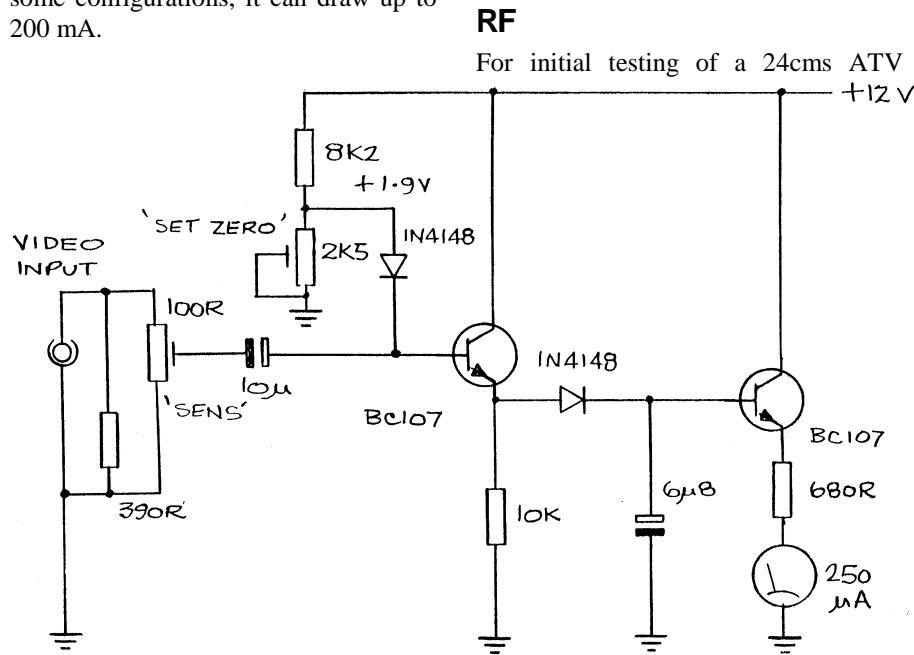 some configurations, it can draw up to
200 mA.
RF
For initial testing of a 24cms ATV
+12V
8K2
+1.9V
'SET ZERO'
2K5
IN4148
VIDEO
INPUT
100R
10µ
'SENS'
390R
BC107
IN4148
10K
6µ8
BC107
680R
250
µA